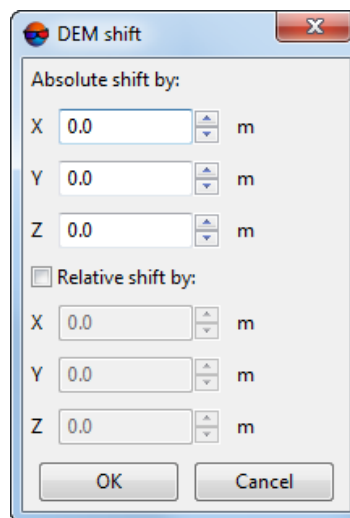 DEM shift
Absolute shift by:
X 0.0 m
Y 0.0 m
Z 0.0 m
Relative shift by:
X 0.0 m
Y 0.0 m
Z 0.0 m
OK Cancel